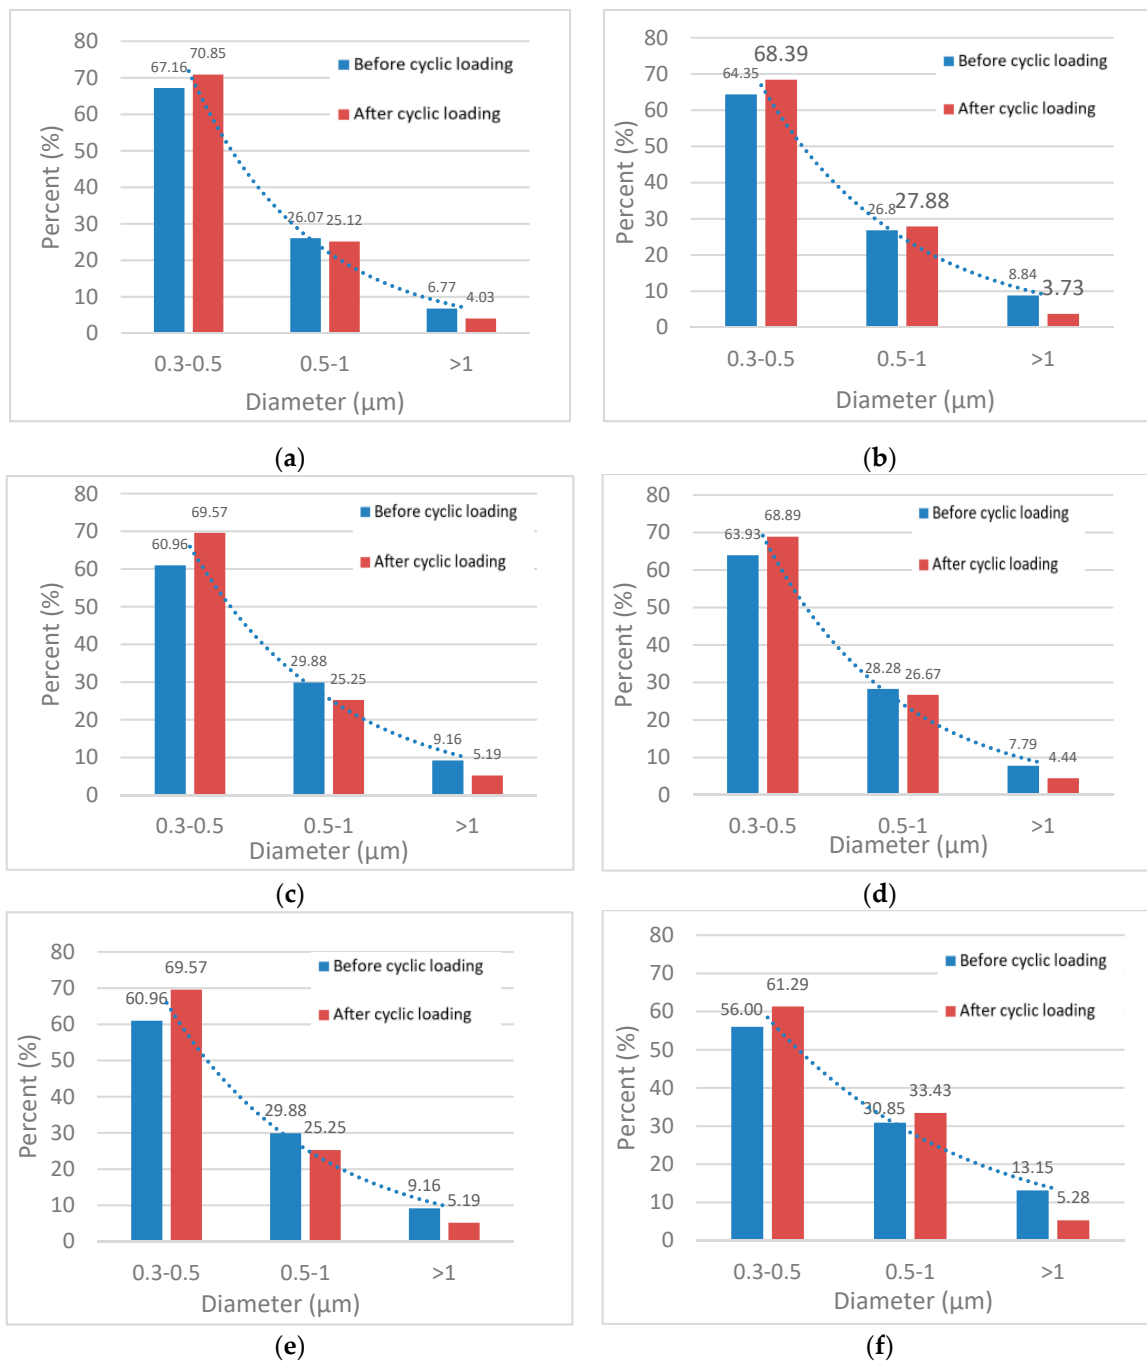 80
70
60
50
40
30
20
10
0
Percent (%)
67.16
70.85
26.07
25.12
6.77
4.03
Before cyclic loading
After cyclic loading
0.3-0.5 0.5-1 >1
Diameter (µm)
(a)
80
70
60
50
40
30
20
10
0
Percent (%)
64.35
68.39
26.8
27.88
8.84
3.73
Before cyclic loading
After cyclic loading
0.3-0.5 0.5-1 >1
Diameter (µm)
(b)
80
70
60
50
40
30
20
10
0
Percent (%)
60.96
69.57
29.88
25.25
9.16
5.19
Before cyclic loading
After cyclic loading
0.3-0.5 0.5-1 >1
Diameter (µm)
(c)
80
70
60
50
40
30
20
10
0
Percent (%)
63.93
68.89
28.28
26.67
7.79
4.44
Before cyclic loading
After cyclic loading
0.3-0.5 0.5-1 >1
Diameter (µm)
(d)
80
70
60
50
40
30
20
10
0
Percent (%)
60.96
69.57
29.88
25.25
9.16
5.19
Before cyclic loading
After cyclic loading
0.3-0.5 0.5-1 >1
Diameter (µm)
(e)
80
70
60
50
40
30
20
10
0
Percent (%)
56.00
61.29
30.85
33.43
13.15
5.28
Before cyclic loading
After cyclic loading
0.3-0.5 0.5-1 >1
Diameter (µm)
(f)